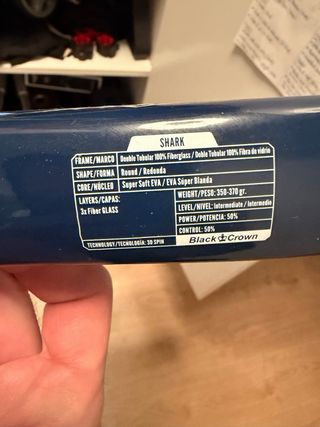 SHARK
FRAME/MARCO Double Tubular 100% Fiberglass / Doble Tubular 100% Fibra de vidrio
SHAPE/FORMA Round / Redonda
CORE/NÚCLEO Super Soft EVA / EVA Súper Blanda
LAYERS/CAPAS:
3x Fiber GLASS
WEIGHT/PESO: 350-370 gr.
LEVEL/NIVEL: Intermediate / Intermedio
POWER/POTENCIA: 50%
CONTROL: 50%
TECHNOLOGY/TECNOLOGÍA: 3D SPIN
Black Crown